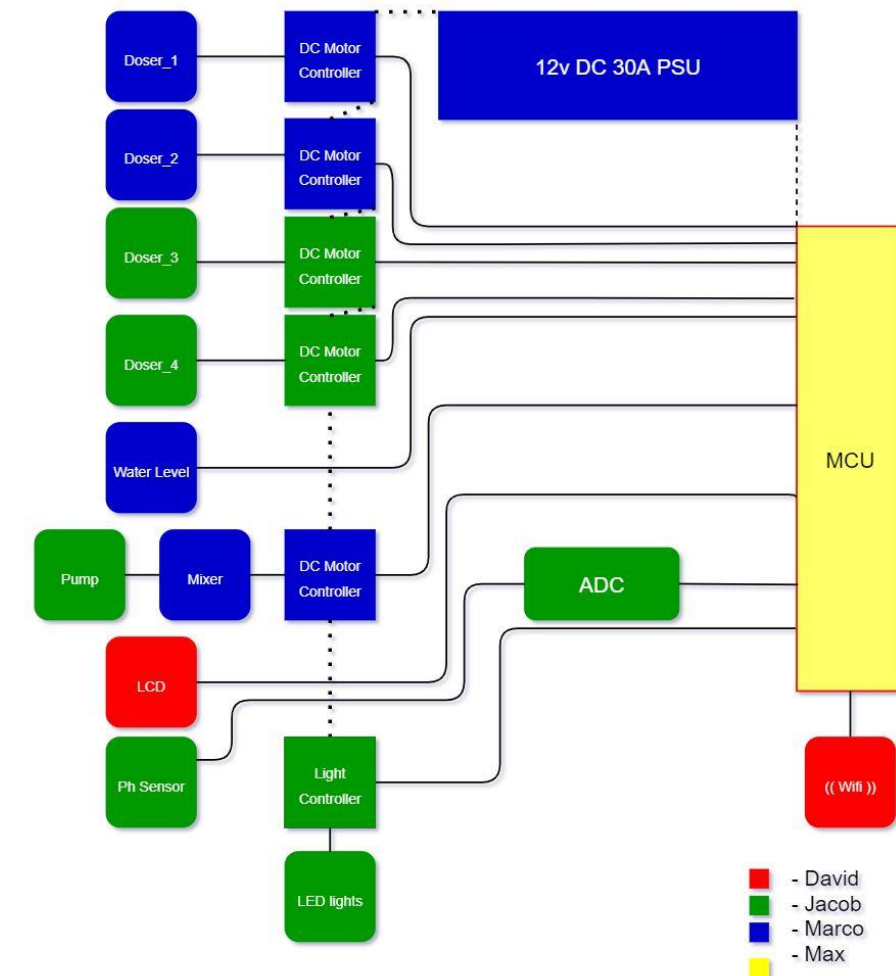 Doser_1
DC Motor
Controller
12v DC 30A PSU
Doser_2
DC Motor
Controller
Doser_3
DC Motor
Controller
Doser_4
DC Motor
Controller
Water Level
MCU
Pump
Mixer
DC Motor
Controller
ADC
LCD
Ph Sensor
Light
Controller
(( Wifi ))
LED lights
- David
- Jacob
- Marco
- Max